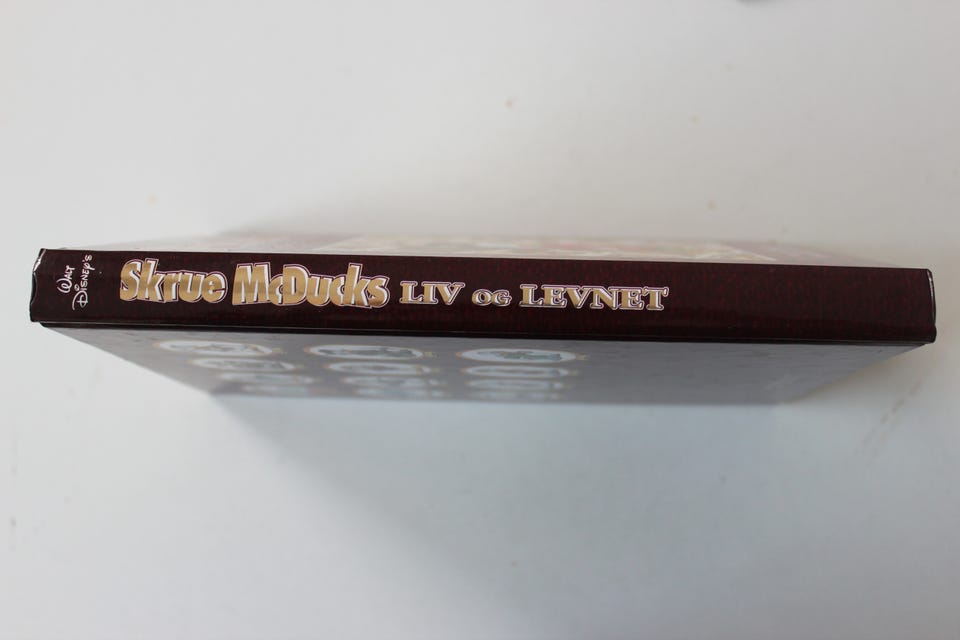 Walt
Disney's
Skrue McDucks LIV OG LEVNET